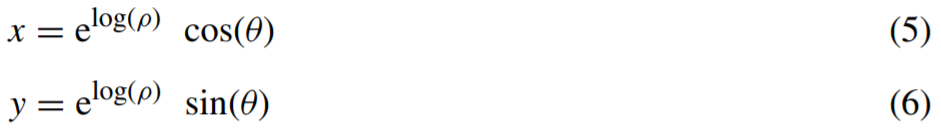 x = e^{log(ρ)} cos(θ) (5)
y = e^{log(ρ)} sin(θ) (6)